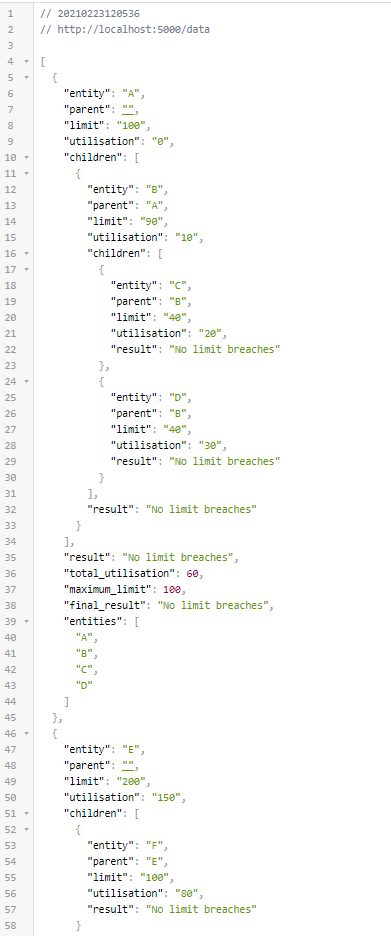 1 // 20210223120536
2 // http://localhost:5000/data
3
4 [
5 {
6 "entity": "A",
7 "parent": "",
8 "limit": "100",
9 "utilisation": "0",
10 "children": [
11 {
12 "entity": "B",
13 "parent": "A",
14 "limit": "90",
15 "utilisation": "10",
16 "children": [
17 {
18 "entity": "C",
19 "parent": "B",
20 "limit": "40",
21 "utilisation": "20",
22 "result": "No limit breaches"
23 },
24 {
25 "entity": "D",
26 "parent": "B",
27 "limit": "40",
28 "utilisation": "30",
29 "result": "No limit breaches"
30 }
31 ],
32 "result": "No limit breaches"
33 }
34 ],
35 "result": "No limit breaches",
36 "total_utilisation": 60,
37 "maximum_limit": 100,
38 "final_result": "No limit breaches",
39 "entities": [
40 "A",
41 "B",
42 "C",
43 "D"
44 ]
45 },
46 {
47 "entity": "E",
48 "parent": "",
49 "limit": "200",
50 "utilisation": "150",
51 "children": [
52 {
53 "entity": "F",
54 "parent": "E",
55 "limit": "100",
56 "utilisation": "80",
57 "result": "No limit breaches"
58 }